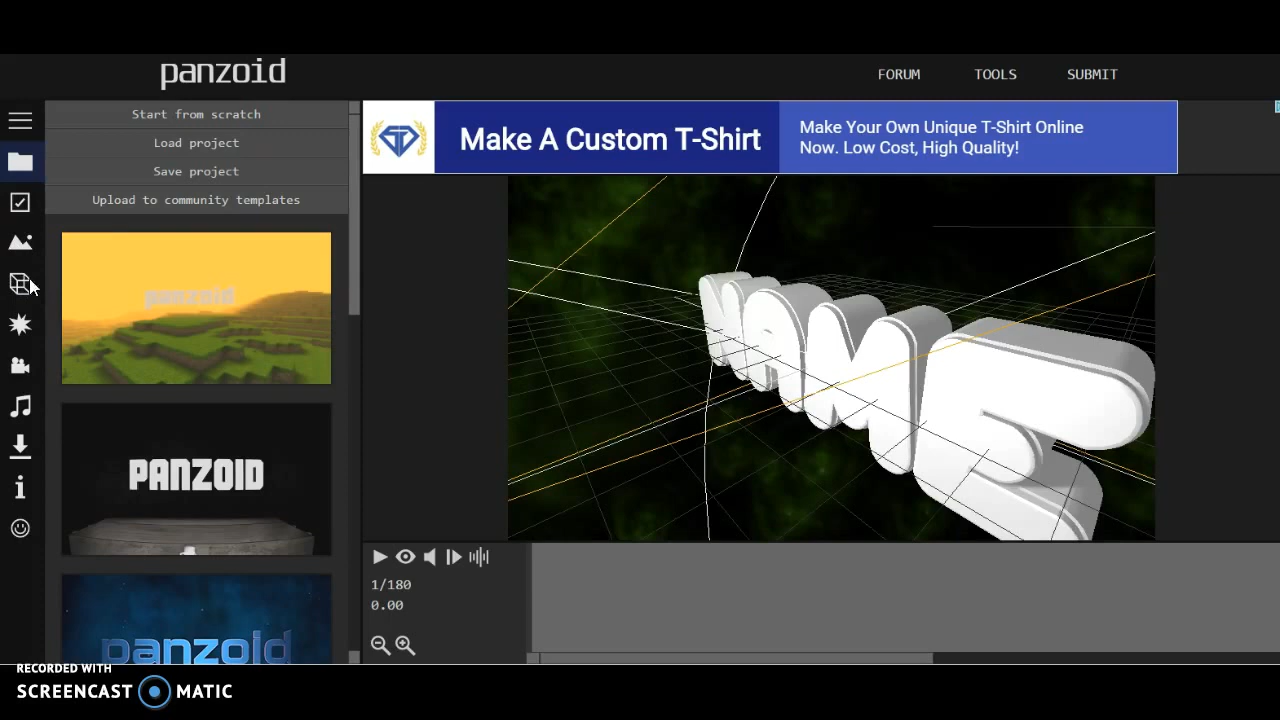 panzoid
FORUM
TOOLS
SUBMIT
Start from scratch
Load project
Save project
Upload to community templates
Make A Custom T-Shirt
Make Your Own Unique T-Shirt Online
Now. Low Cost, High Quality!
panzoid
PANZOID
panzoid
NAME
1/180
0.00
RECORDED WITH
SCREENCAST MATIC